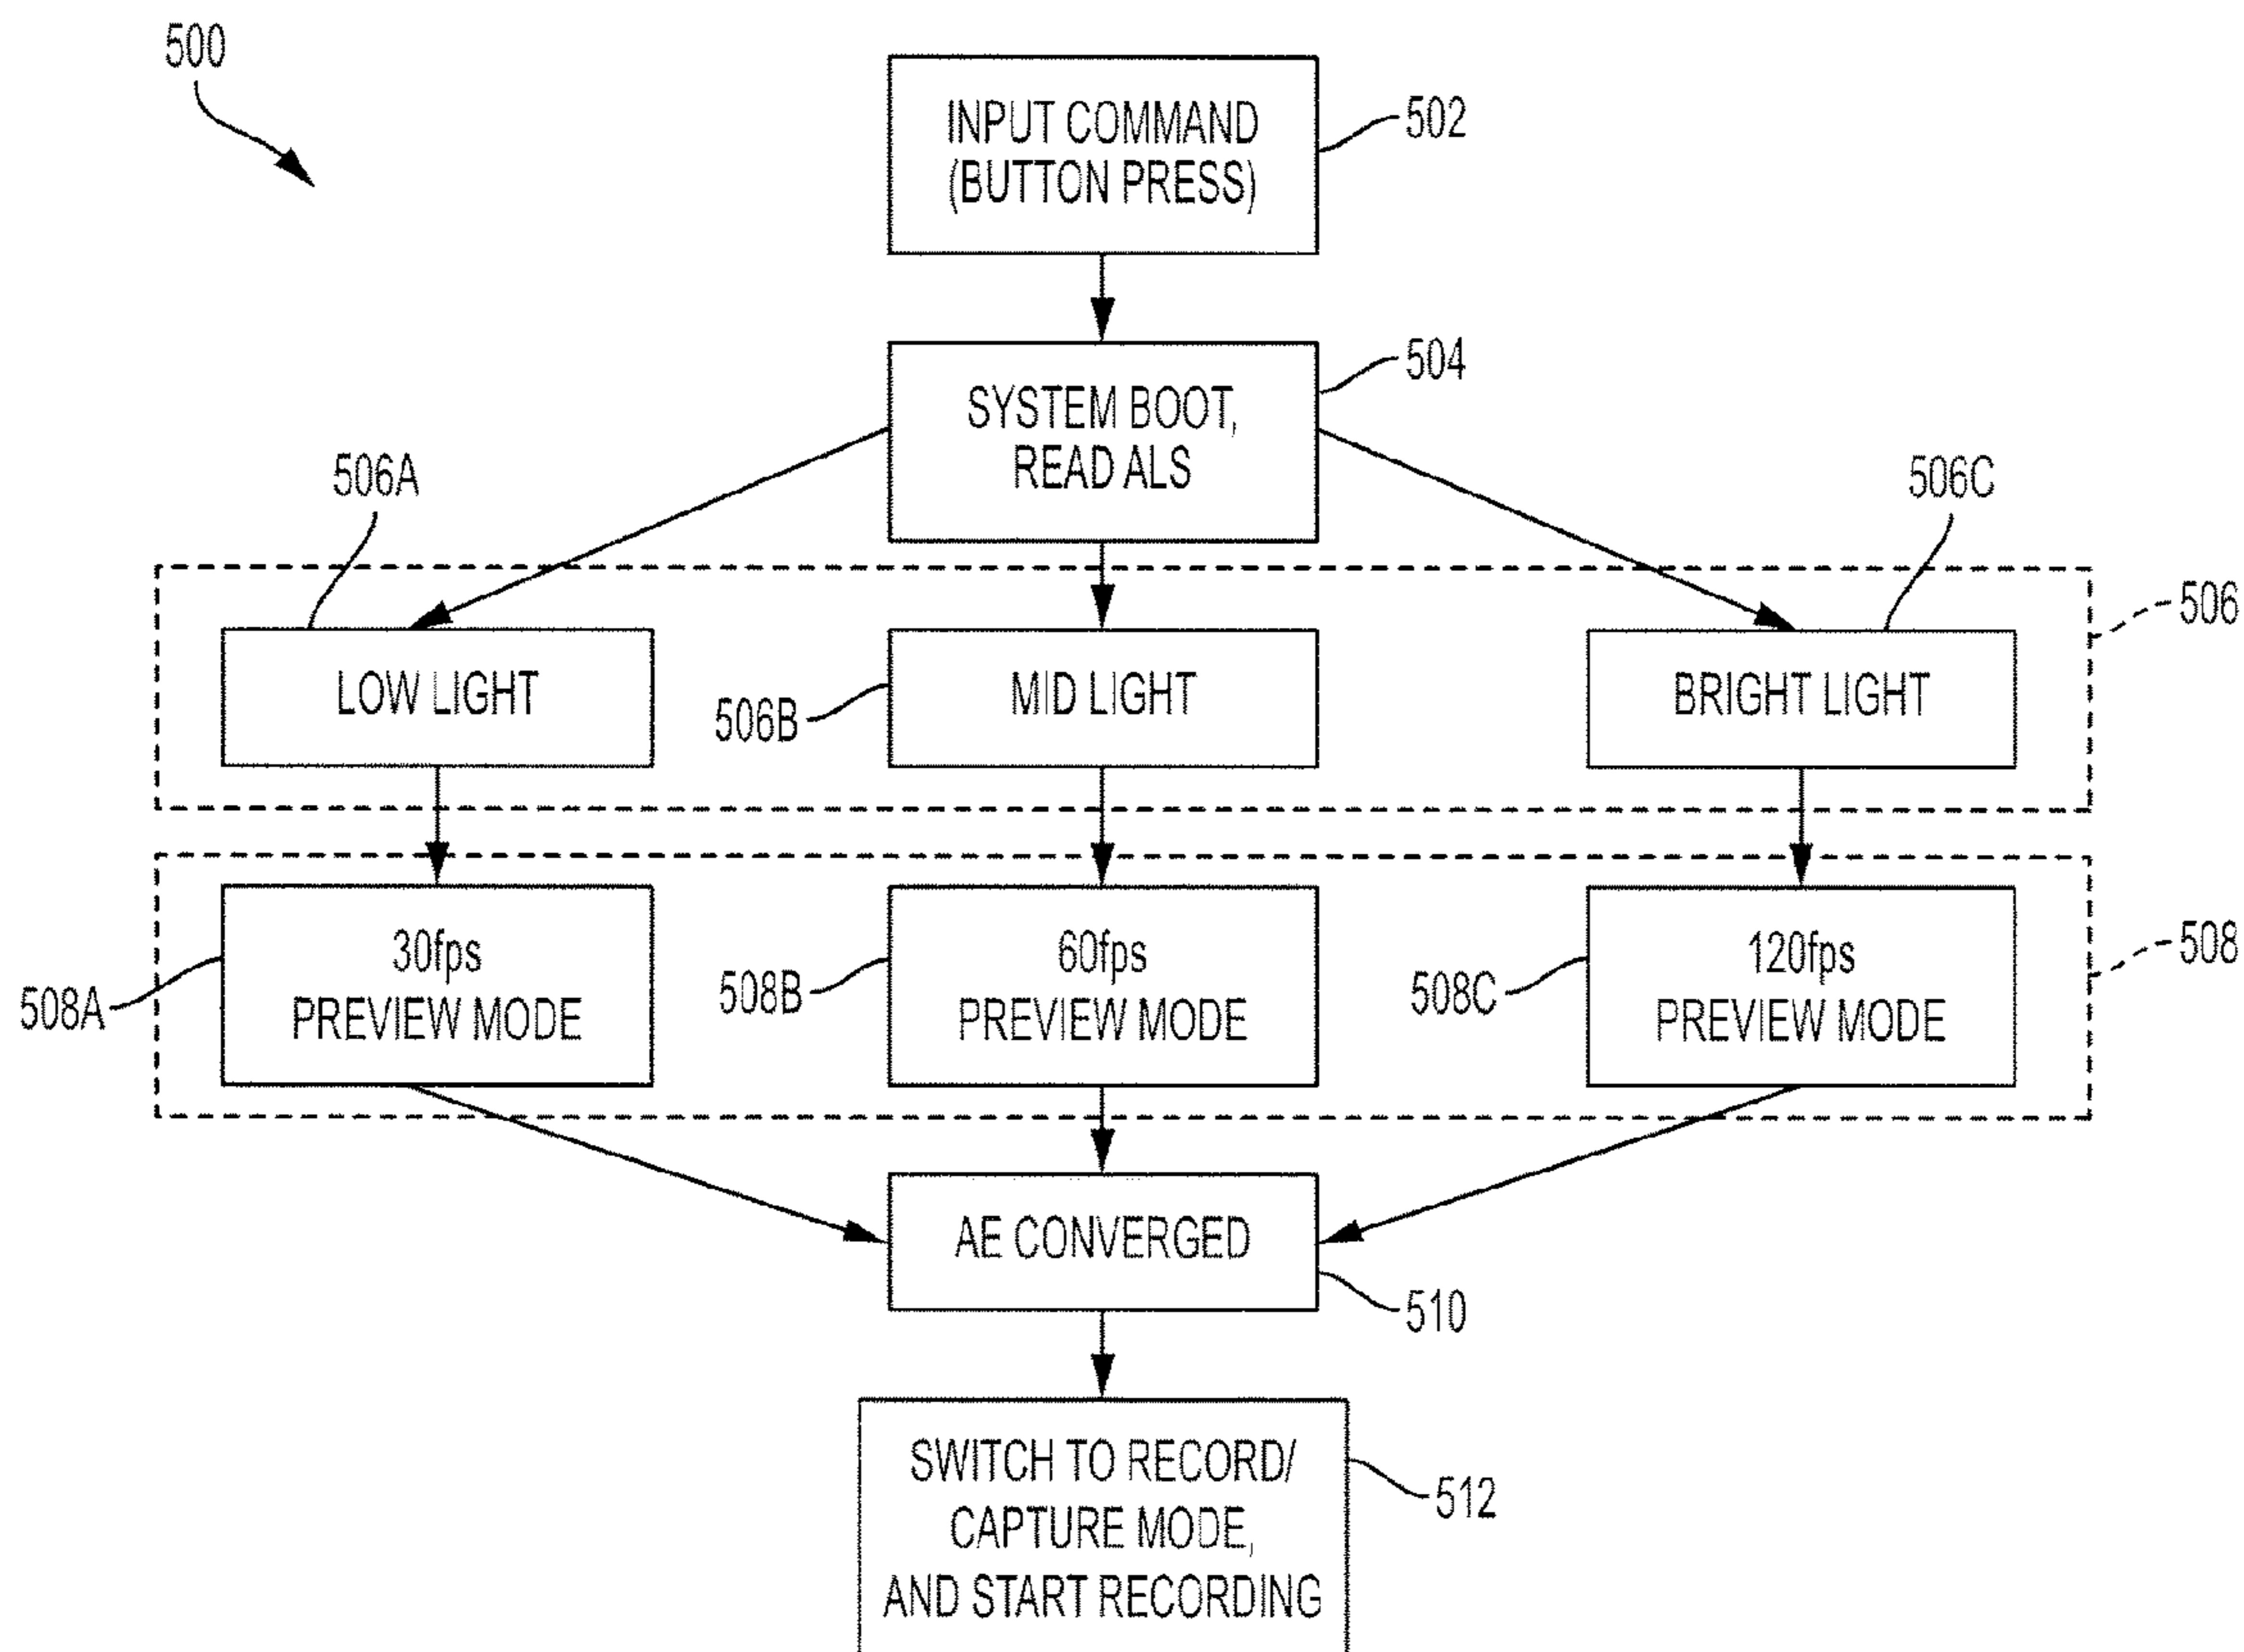 500
INPUT COMMAND
(BUTTON PRESS)
502
SYSTEM BOOT,
READ ALS
504
506A
506C
506
LOW LIGHT
506B
MID LIGHT
BRIGHT LIGHT
508A
30fps
PREVIEW MODE
508B
60fps
PREVIEW MODE
508C
120fps
PREVIEW MODE
508
AE CONVERGED
510
SWITCH TO RECORD/
CAPTURE MODE,
AND START RECORDING
512